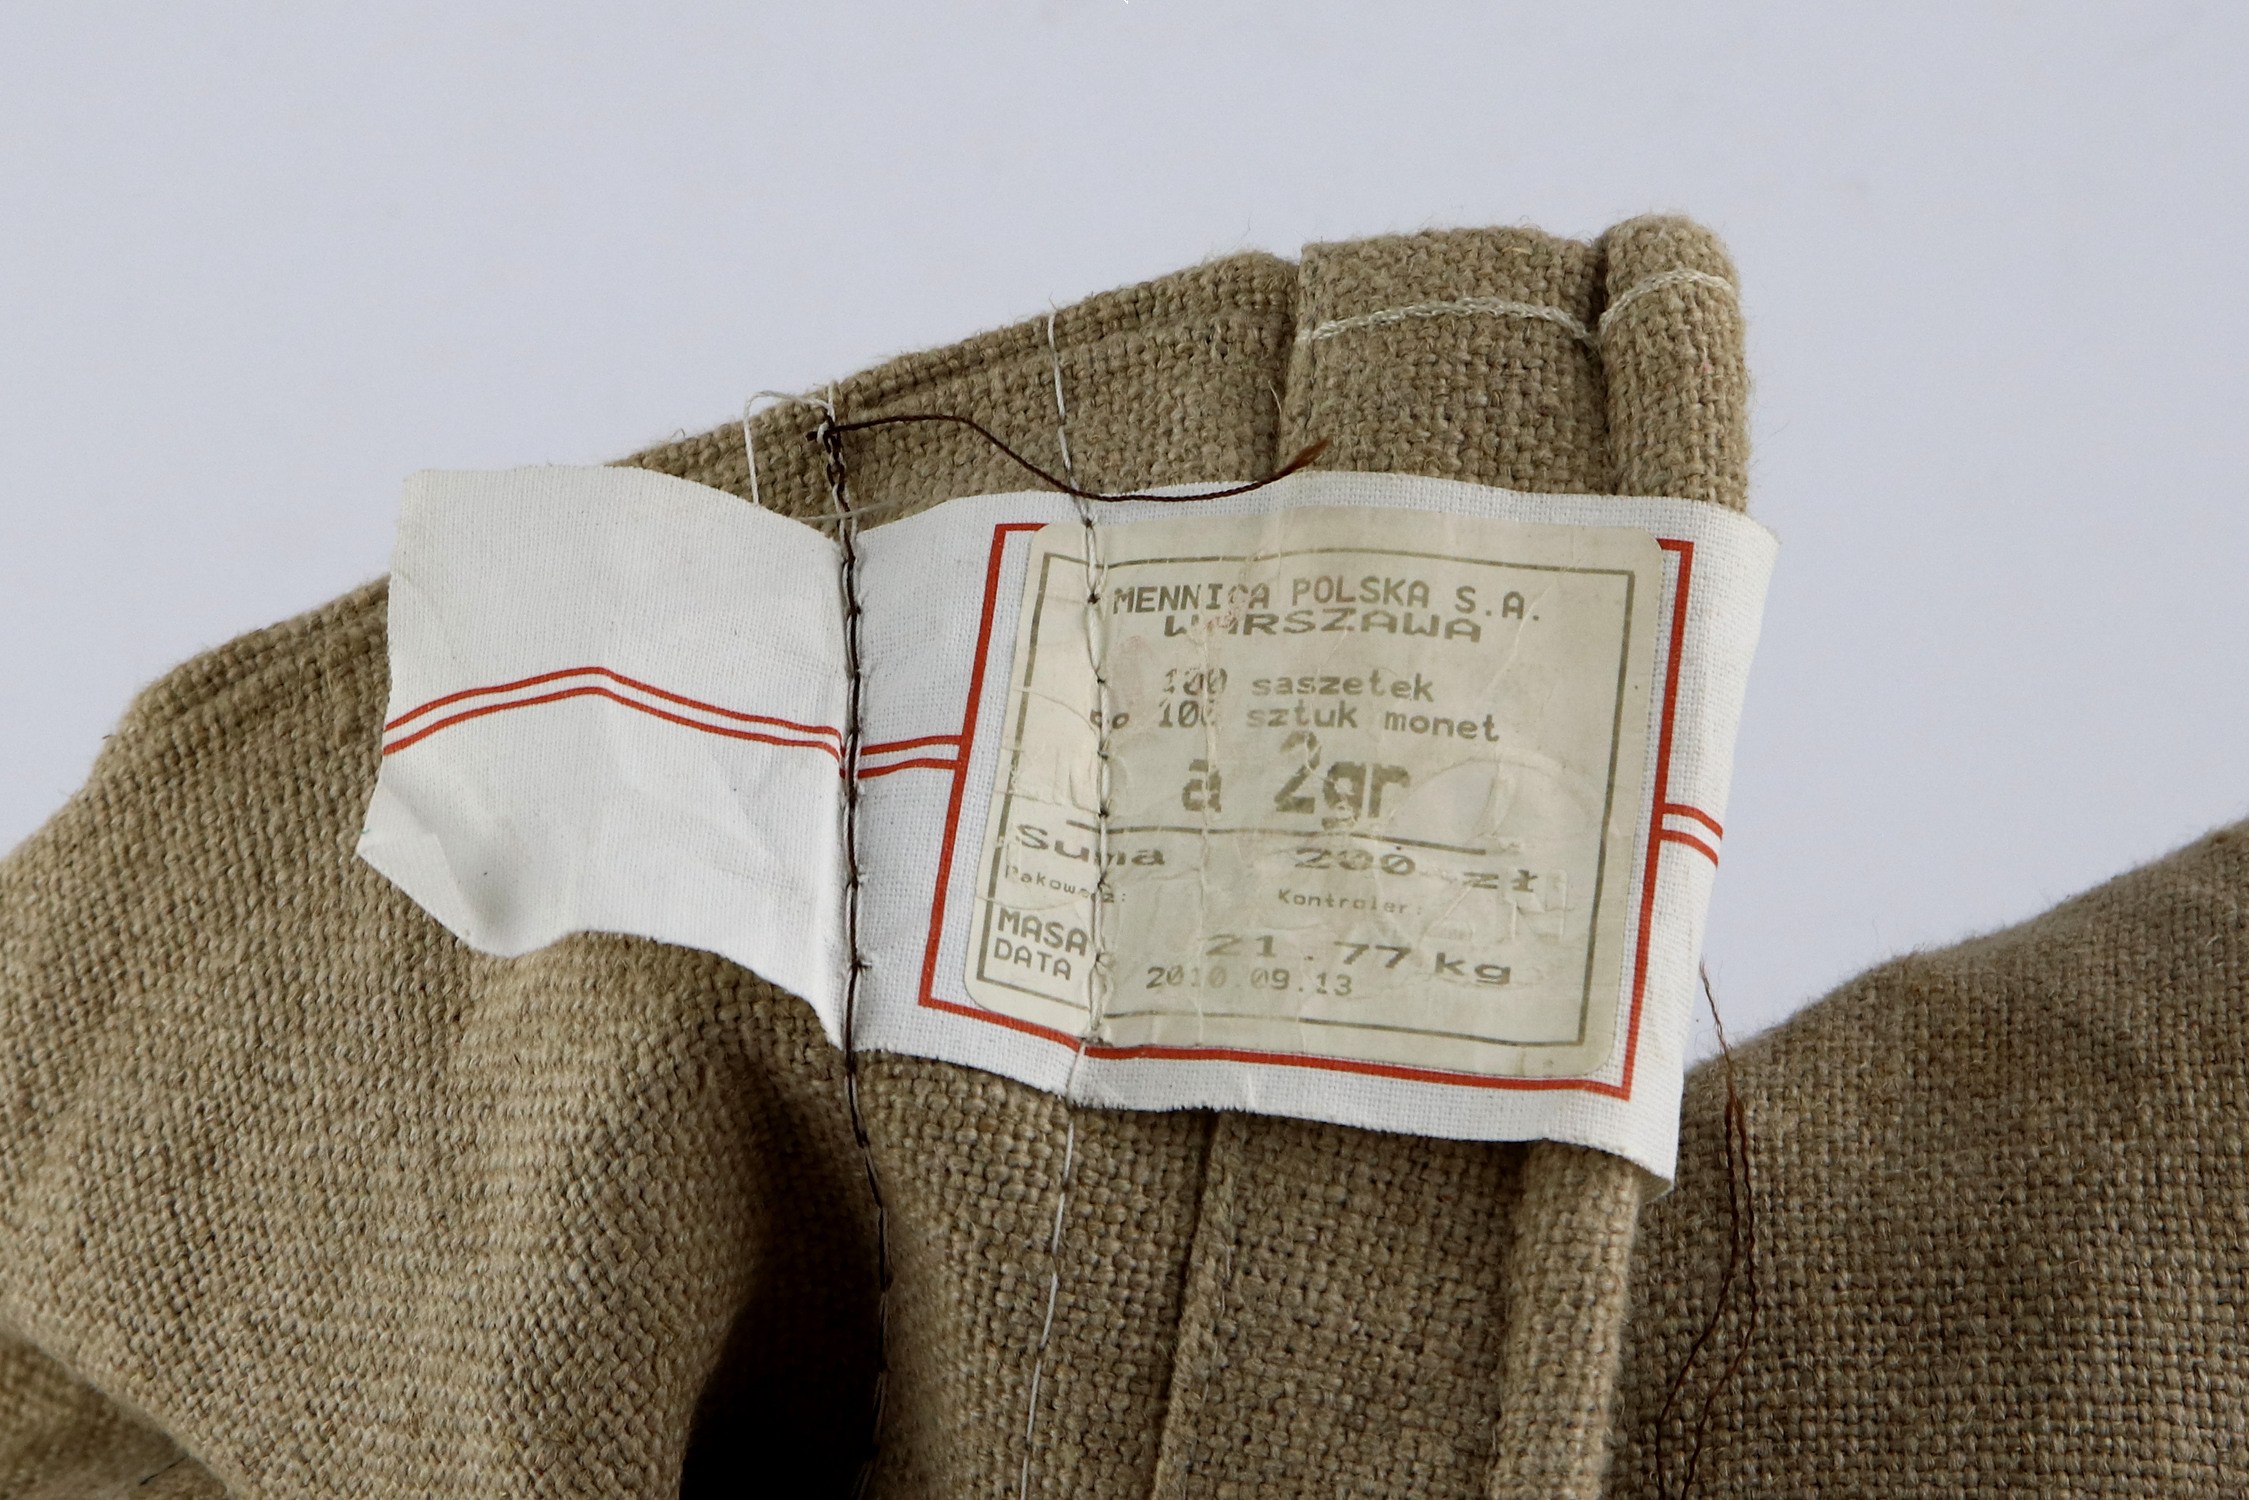 MENNICA POLSKA S.A.
WARSZAWA
100 saszetek
po 100 sztuk monet
a 2gr
Suma 200 zł
Pakowacz: Kontroler:
MASA: 21.77 kg
DATA : 2010.09.13